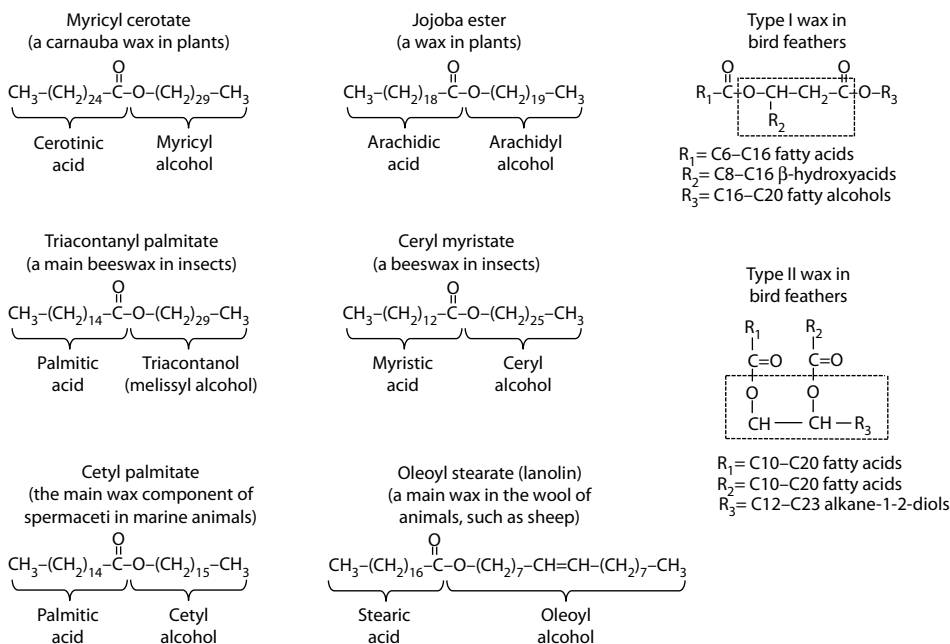 Myricyl cerotate
(a carnauba wax in plants)
O
CH₃–(CH₂)₂₄–C–O–(CH₂)₂₉–CH₃
Cerotinic
acid
Myricyl
alcohol
Jojoba ester
(a wax in plants)
O
CH₃–(CH₂)₁₈–C–O–(CH₂)₁₉–CH₃
Arachidic
acid
Arachidyl
alcohol
Type I wax in
bird feathers
O O
R₁–C–O–CH–CH₂–C–O–R₃
R₂
R₁= C6–C16 fatty acids
R₂= C8–C16 β-hydroxyacids
R₃= C16–C20 fatty alcohols
Triacontanyl palmitate
(a main beeswax in insects)
O
CH₃–(CH₂)₁₄–C–O–(CH₂)₂₉–CH₃
Palmitic
acid
Triacontanol
(melissyl alcohol)
Ceryl myristate
(a beeswax in insects)
O
CH₃–(CH₂)₁₂–C–O–(CH₂)₂₅–CH₃
Myristic
acid
Ceryl
alcohol
Type II wax in
bird feathers
R₁ R₂
C=O C=O
O O
CH — CH–R₃
R₁= C10–C20 fatty acids
R₂= C10–C20 fatty acids
R₃= C12–C23 alkane-1-2-diols
Cetyl palmitate
(the main wax component of
spermaceti in marine animals)
O
CH₃–(CH₂)₁₄–C–O–(CH₂)₁₅–CH₃
Palmitic
acid
Cetyl
alcohol
Oleoyl stearate (lanolin)
(a main wax in the wool of
animals, such as sheep)
O
CH₃–(CH₂)₁₆–C–O–(CH₂)₇–CH=CH–(CH₂)₇–CH₃
Stearic
acid
Oleoyl
alcohol